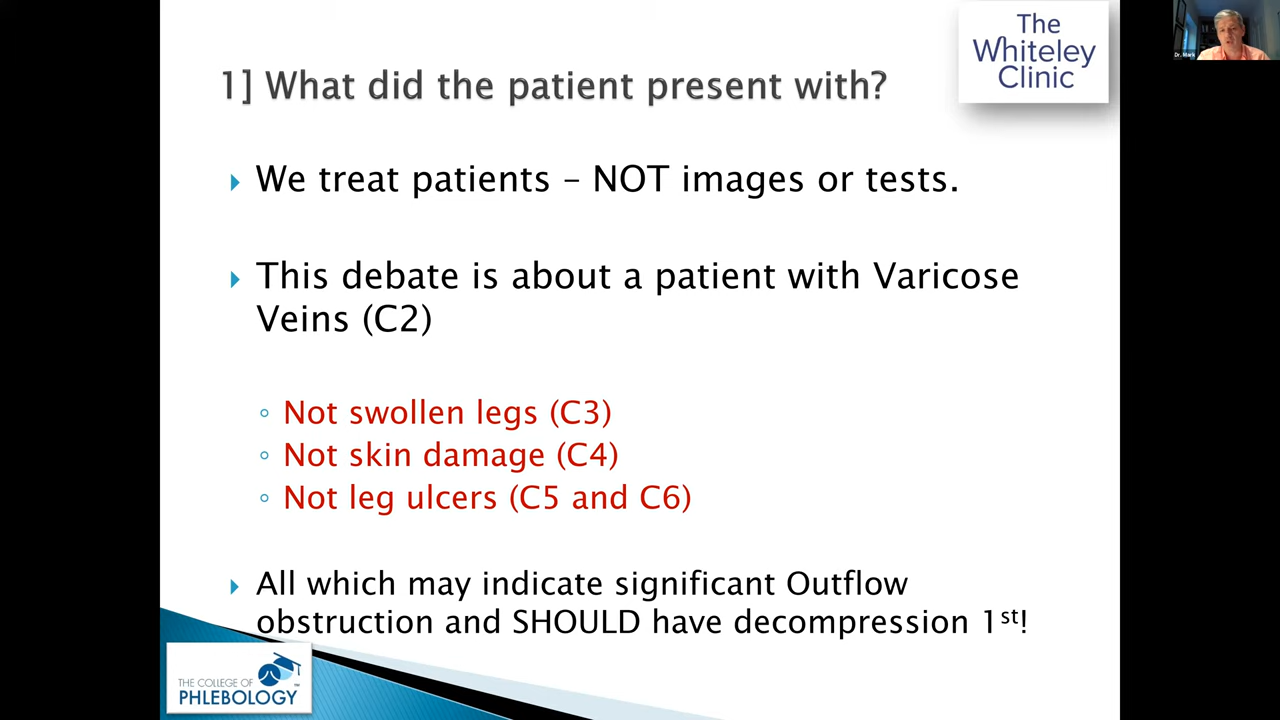 1] What did the patient present with?
The
Whiteley
Clinic
Dr. Mark
We treat patients – NOT images or tests.
This debate is about a patient with Varicose
Veins (C2)
Not swollen legs (C3)
Not skin damage (C4)
Not leg ulcers (C5 and C6)
All which may indicate significant Outflow
obstruction and SHOULD have decompression 1st!
THE COLLEGE OF
PHLEBOLOGY